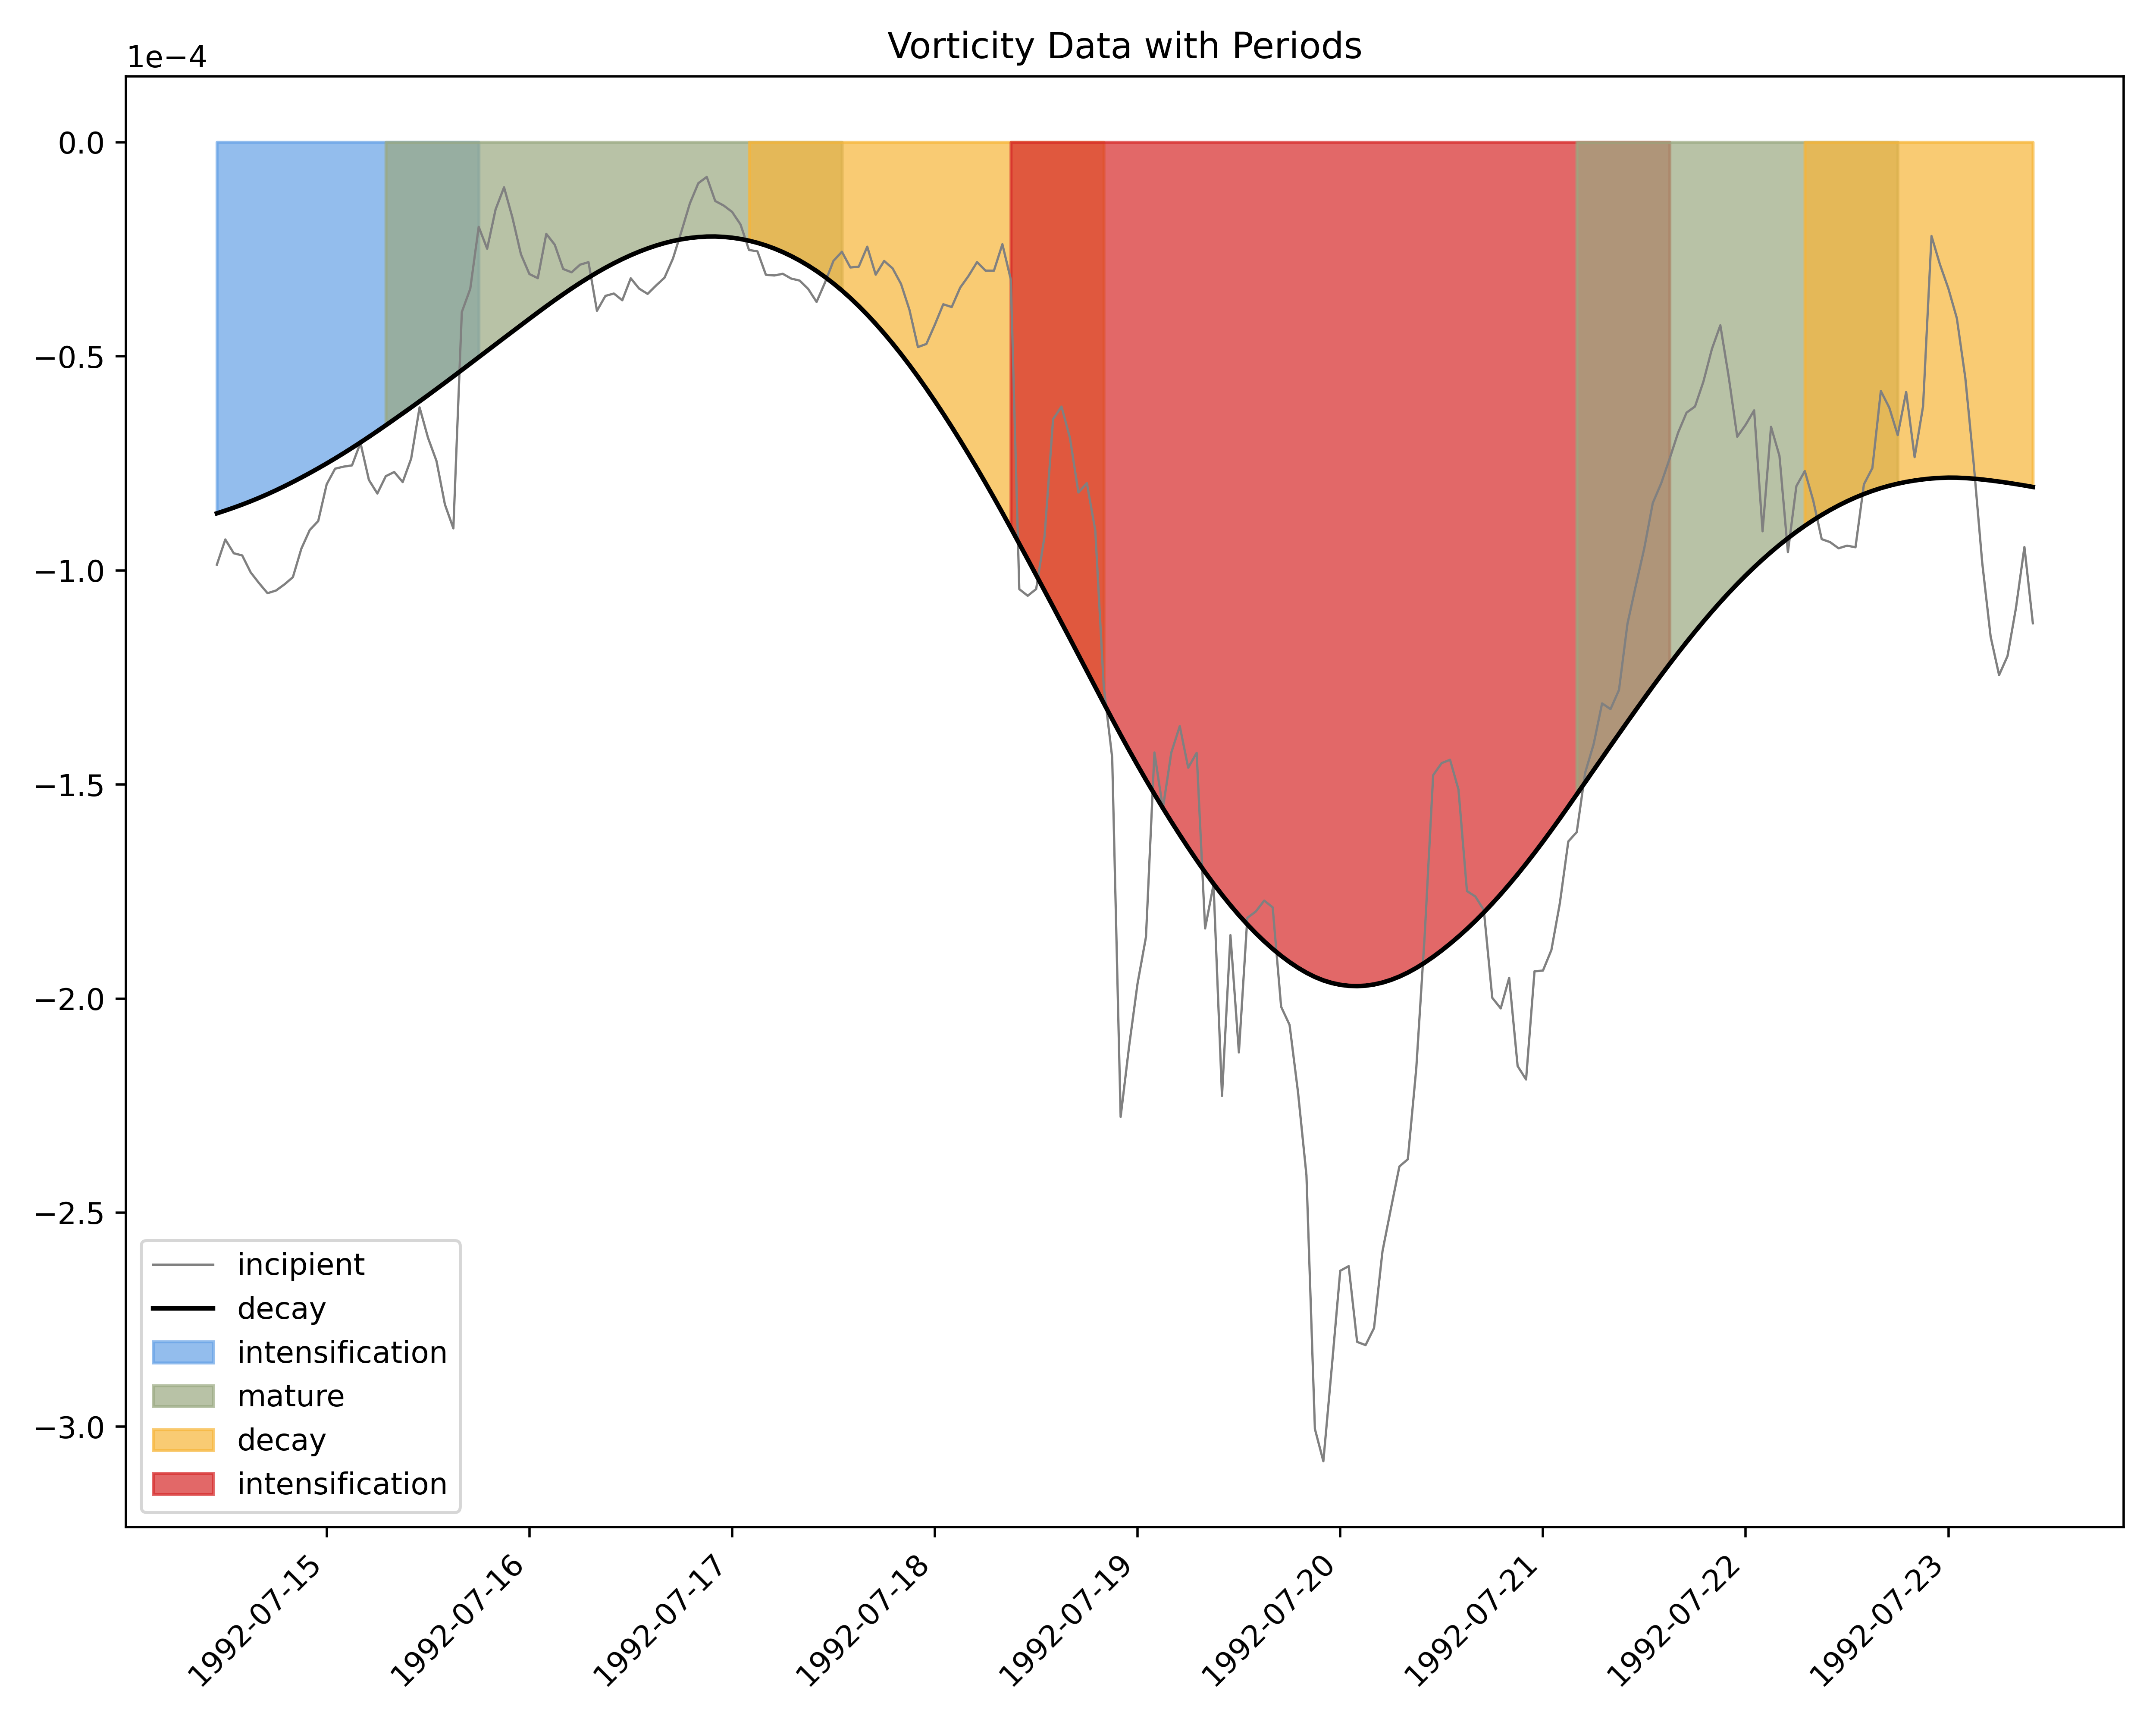 Vorticity Data with Periods
1e−4
0.0
−0.5
−1.0
−1.5
−2.0
−2.5
−3.0
incipient
decay
intensification
mature
decay
intensification
1992-07-15
1992-07-16
1992-07-17
1992-07-18
1992-07-19
1992-07-20
1992-07-21
1992-07-22
1992-07-23